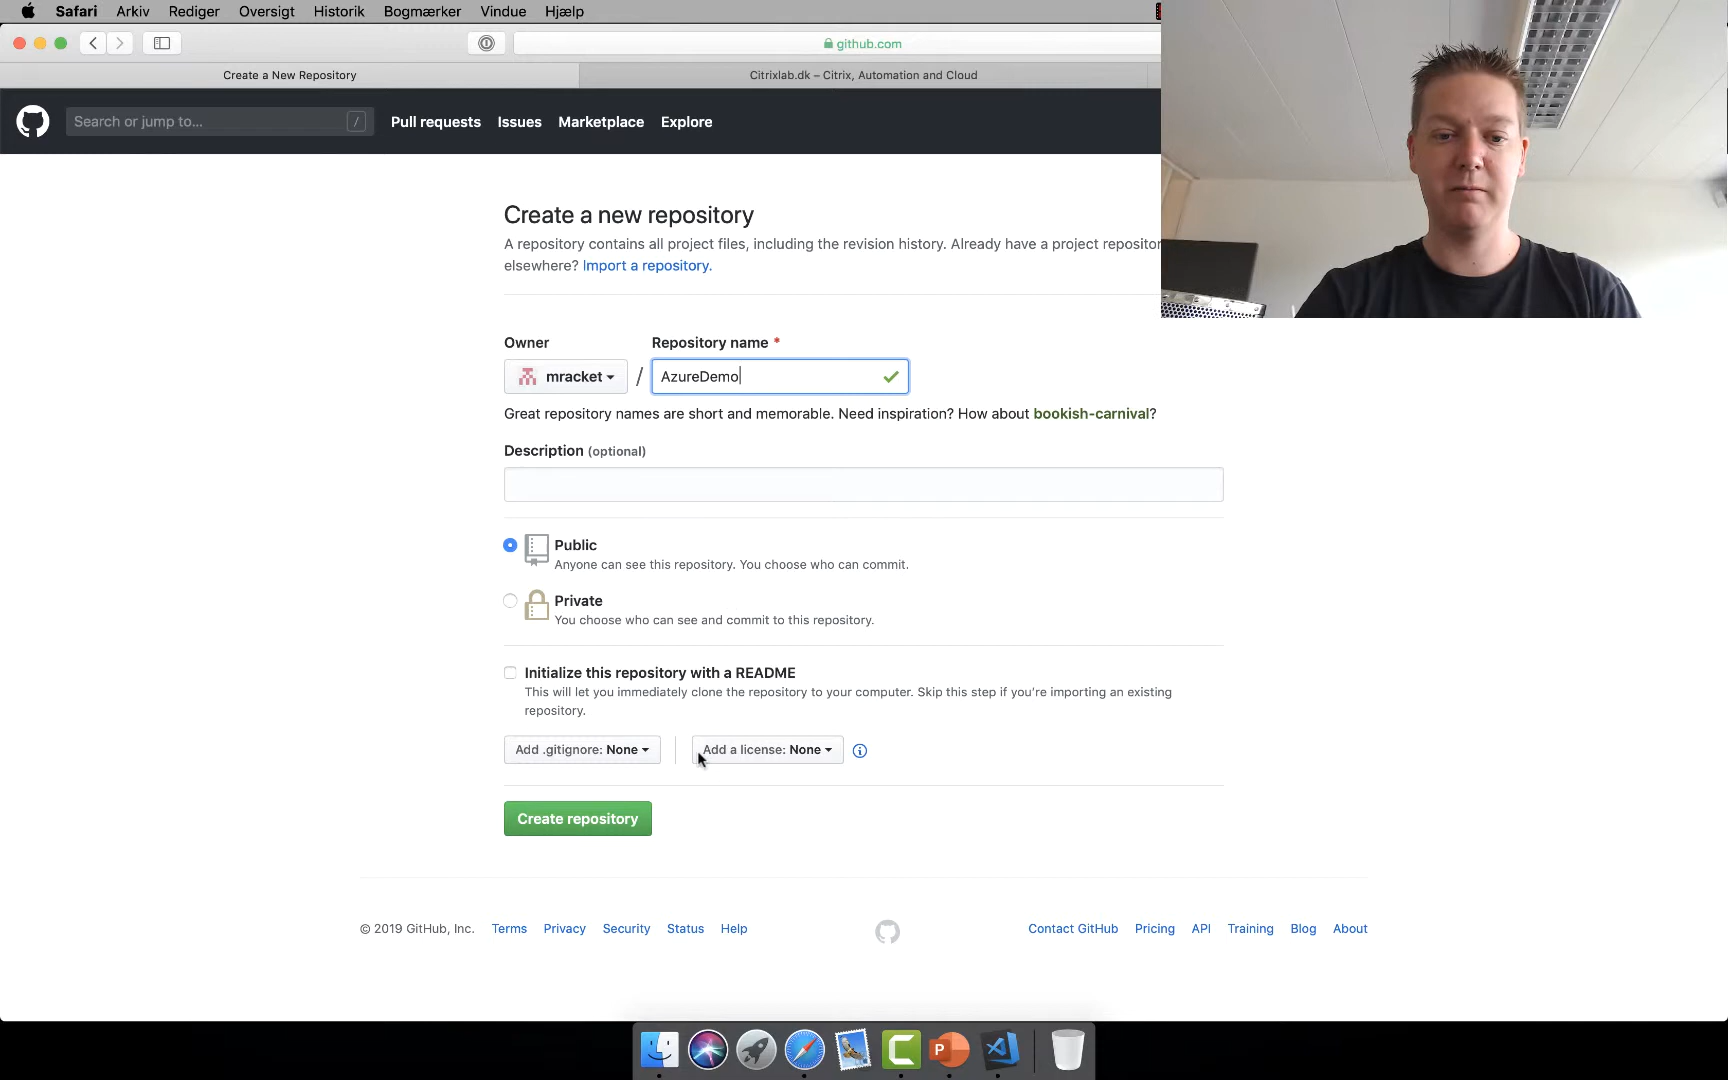 Safari Arkiv Rediger Oversigt Historik Bogmærker Vindue Hjælp
github.com
Create a New Repository
Citrixlab.dk – Citrix, Automation and Cloud
Search or jump to...
/
Pull requests Issues Marketplace Explore
Create a new repository
A repository contains all project files, including the revision history. Already have a project repositor
elsewhere? Import a repository.
Owner
Repository name *
mracket
/
AzureDemo
Great repository names are short and memorable. Need inspiration? How about bookish-carnival?
Description (optional)
Public
Anyone can see this repository. You choose who can commit.
Private
You choose who can see and commit to this repository.
Initialize this repository with a README
This will let you immediately clone the repository to your computer. Skip this step if you’re importing an existing
repository.
Add .gitignore: None
Add a license: None
Create repository
© 2019 GitHub, Inc. Terms Privacy Security Status Help
Contact GitHub Pricing API Training Blog About
C
P